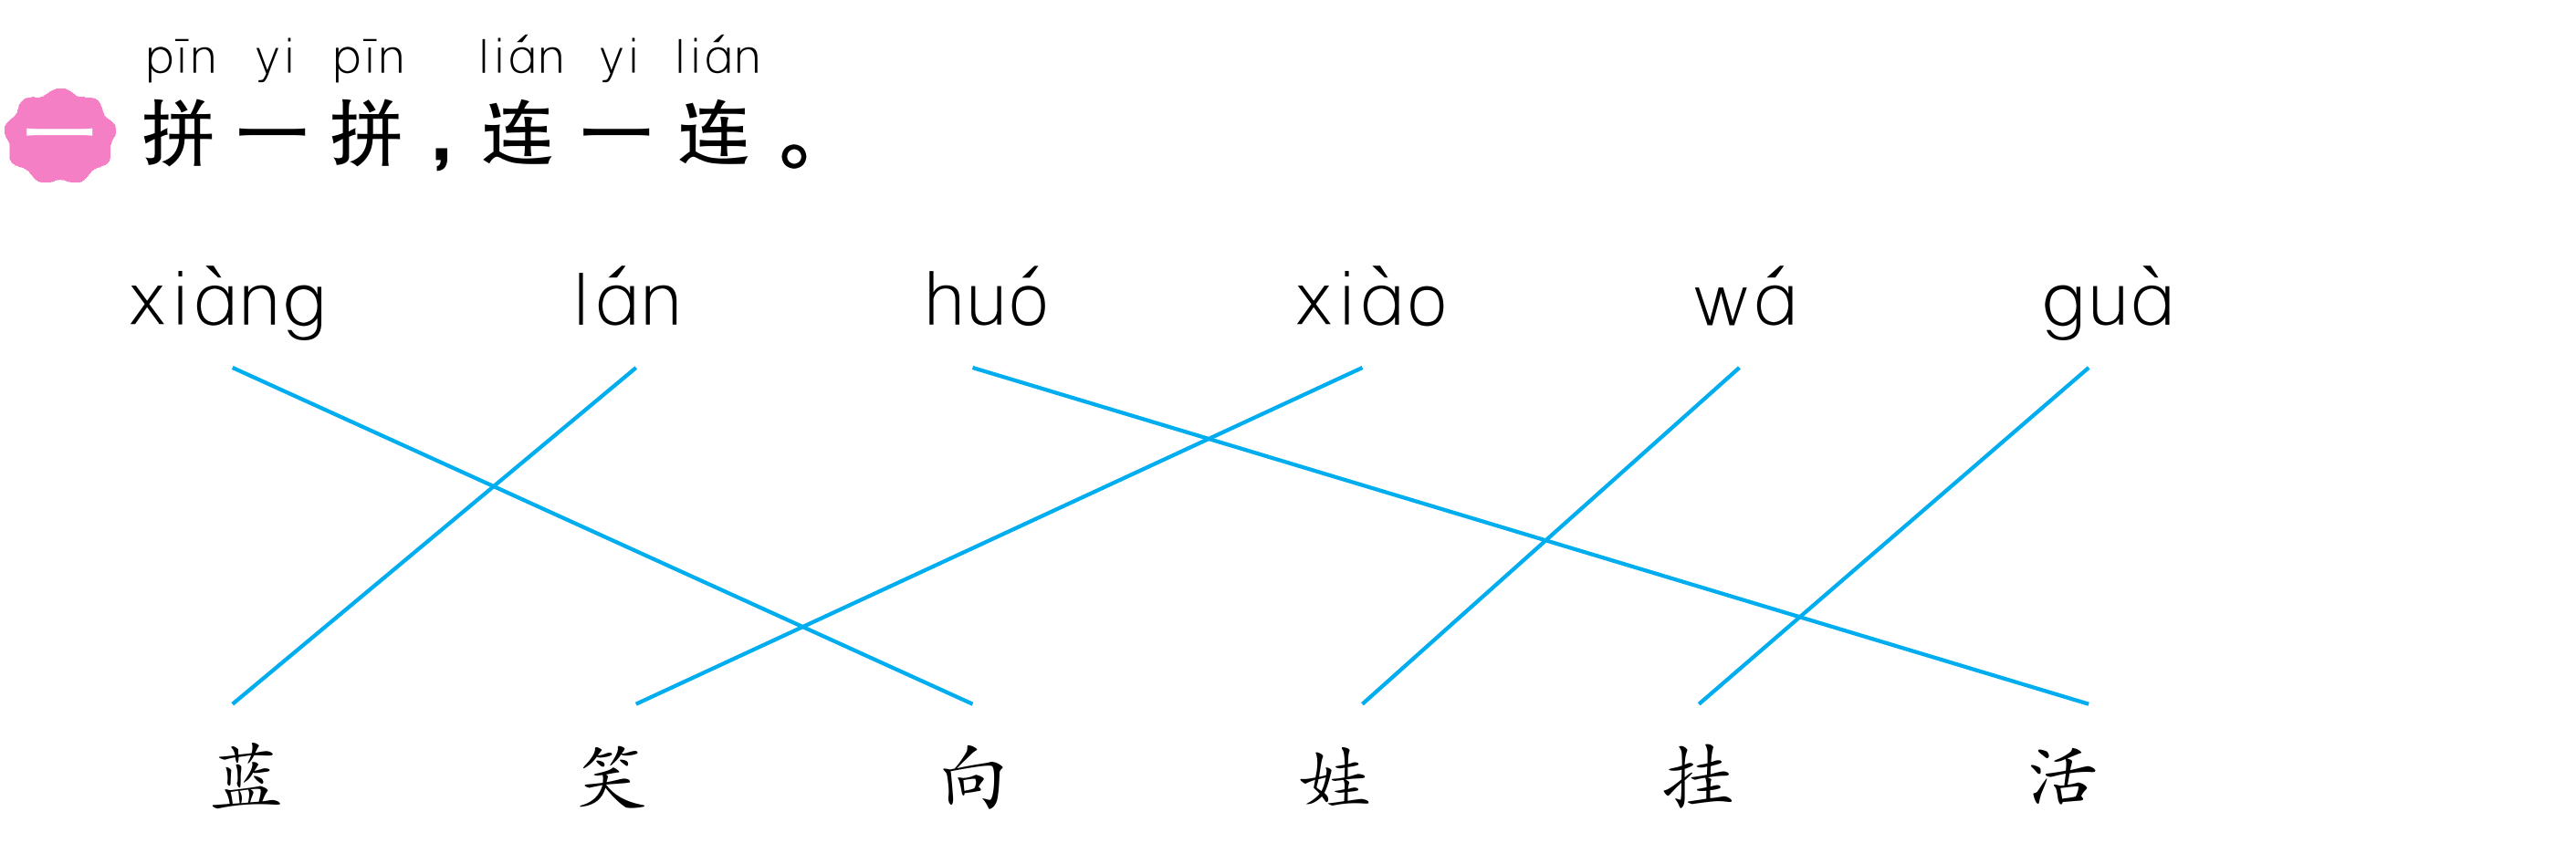 pīn yi pīn lián yi lián
一 拼一拼，连一连。
xiàng lán huó xiào wá guà
蓝 笑 向 娃 挂 活